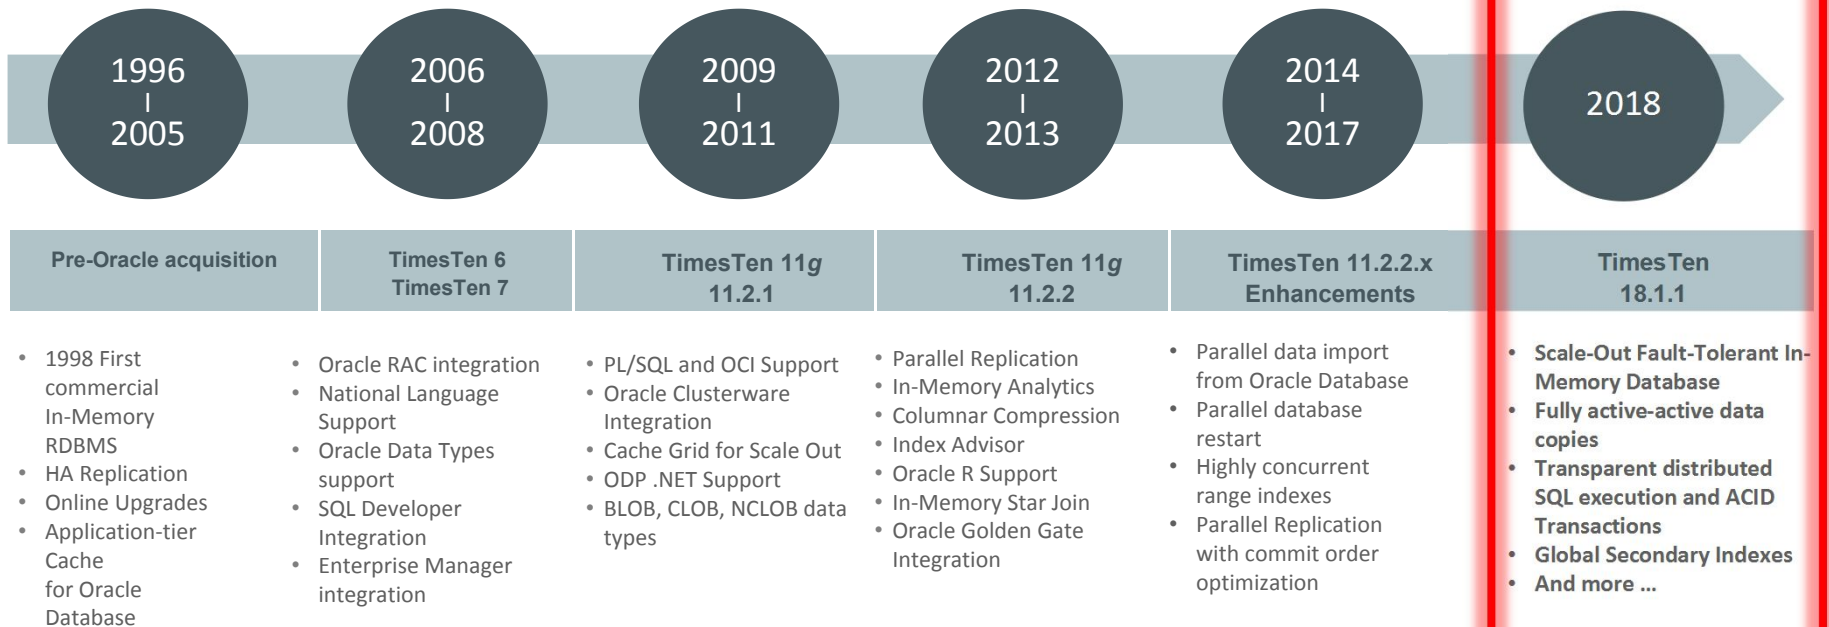 1996
|
2005
2006
|
2008
2009
|
2011
2012
|
2013
2014
|
2017
2018
Pre-Oracle acquisition
TimesTen 6
TimesTen 7
TimesTen 11g
11.2.1
TimesTen 11g
11.2.2
TimesTen 11.2.2.x
Enhancements
TimesTen
18.1.1
• 1998 First
commercial
In-Memory
RDBMS
• HA Replication
• Online Upgrades
• Application-tier
Cache
for Oracle
Database
• Oracle RAC integration
• National Language
Support
• Oracle Data Types
support
• SQL Developer
Integration
• Enterprise Manager
integration
• PL/SQL and OCI Support
• Oracle Clusterware
Integration
• Cache Grid for Scale Out
• ODP .NET Support
• BLOB, CLOB, NCLOB data
types
• Parallel Replication
• In-Memory Analytics
• Columnar Compression
• Index Advisor
• Oracle R Support
• In-Memory Star Join
• Oracle Golden Gate
Integration
• Parallel data import
from Oracle Database
• Parallel database
restart
• Highly concurrent
range indexes
• Parallel Replication
with commit order
optimization
• Scale-Out Fault-Tolerant In-
Memory Database
• Fully active-active data
copies
• Transparent distributed
SQL execution and ACID
Transactions
• Global Secondary Indexes
• And more ...